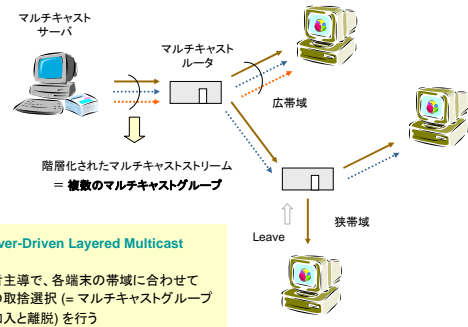 マルチキャスト
サーバ
マルチキャスト
ルータ
広帯域
階層化されたマルチキャストストリーム
= 複数のマルチキャストグループ
狭帯域
Leave
ver-Driven Layered Multicast
主導で、各端末の帯域に合わせて
の取捨選択 (= マルチキャストグループ
入と離脱) を行う